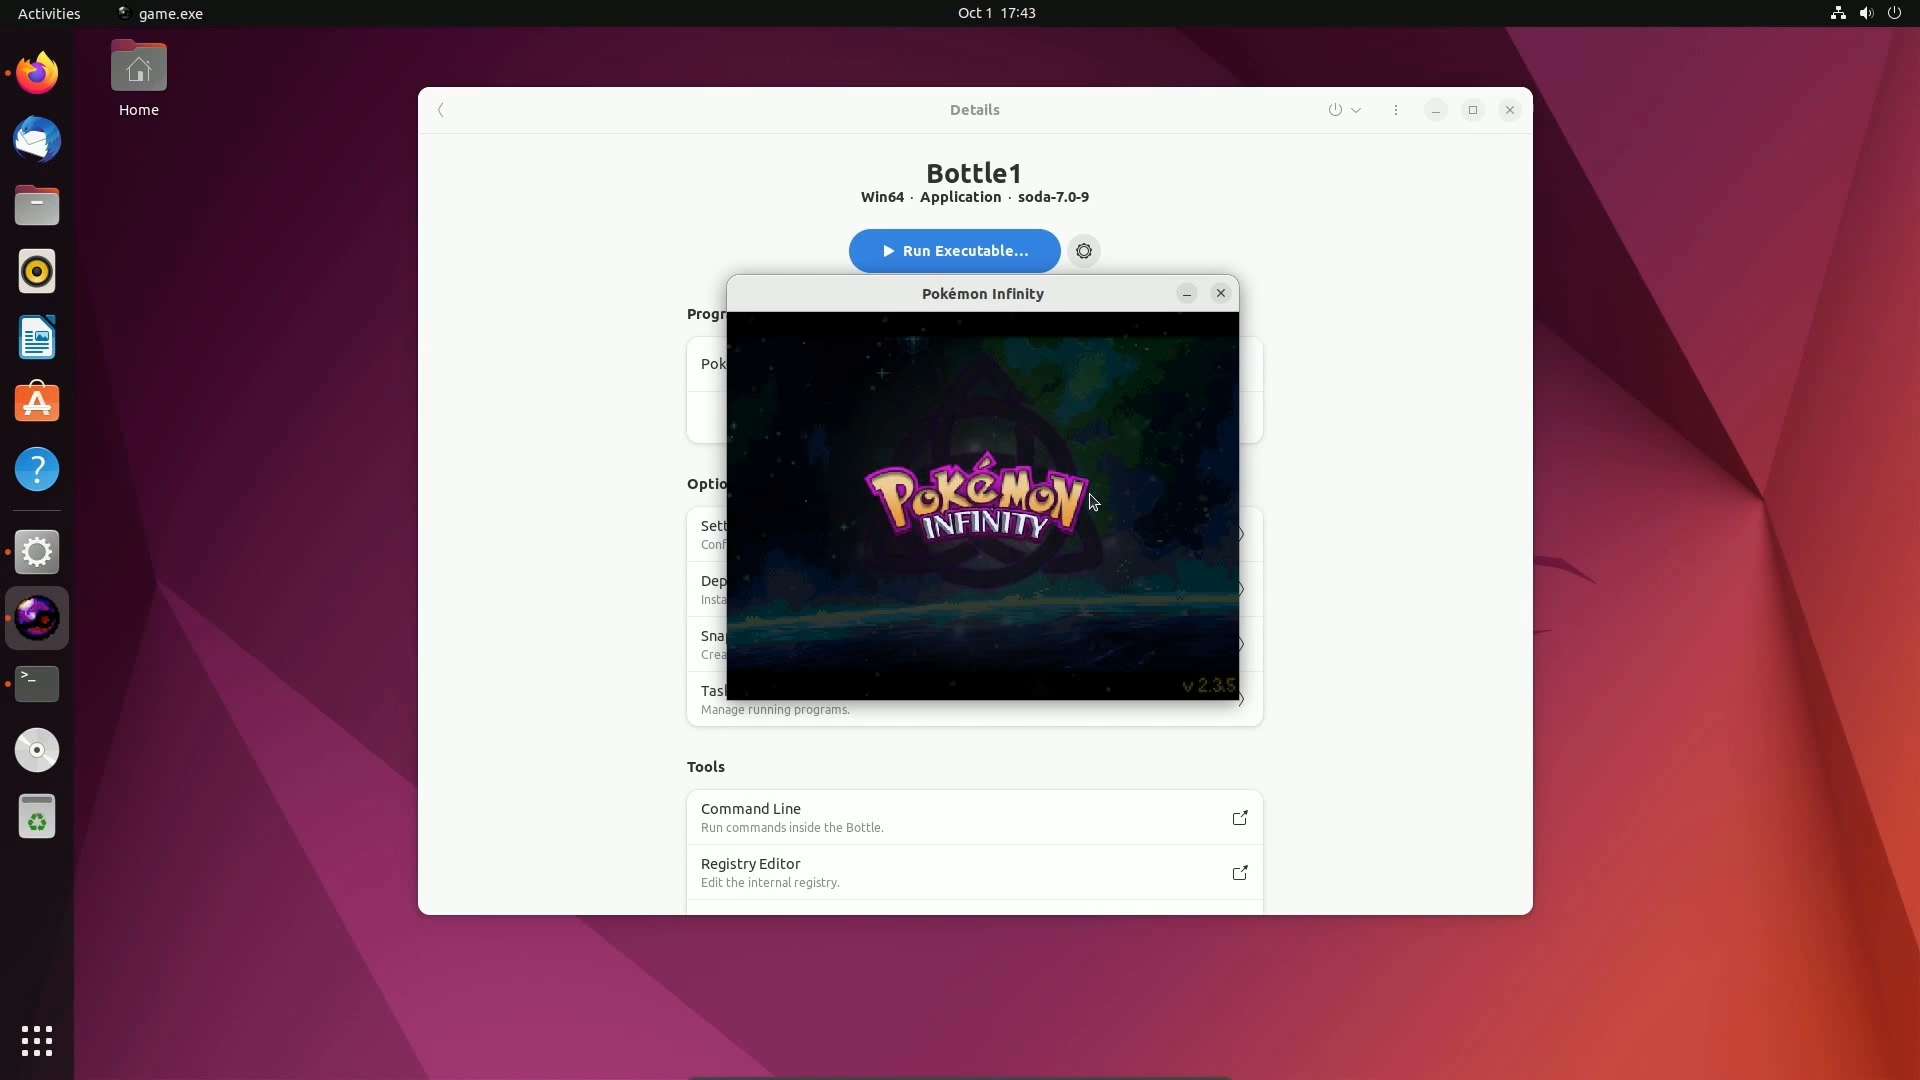 Activities
game.exe
Oct 1 17:43
Home
Details
Bottle1
Win64 · Application · soda-7.0-9
Run Executable...
Pokémon Infinity
Progr
Pok
POKéMON
INFINITY
Optio
Sett
Conf
Dep
Insta
Sna
Crea
v 2.3.5
Tas
Manage running programs.
Tools
Command Line
Run commands inside the Bottle.
Registry Editor
Edit the internal registry.